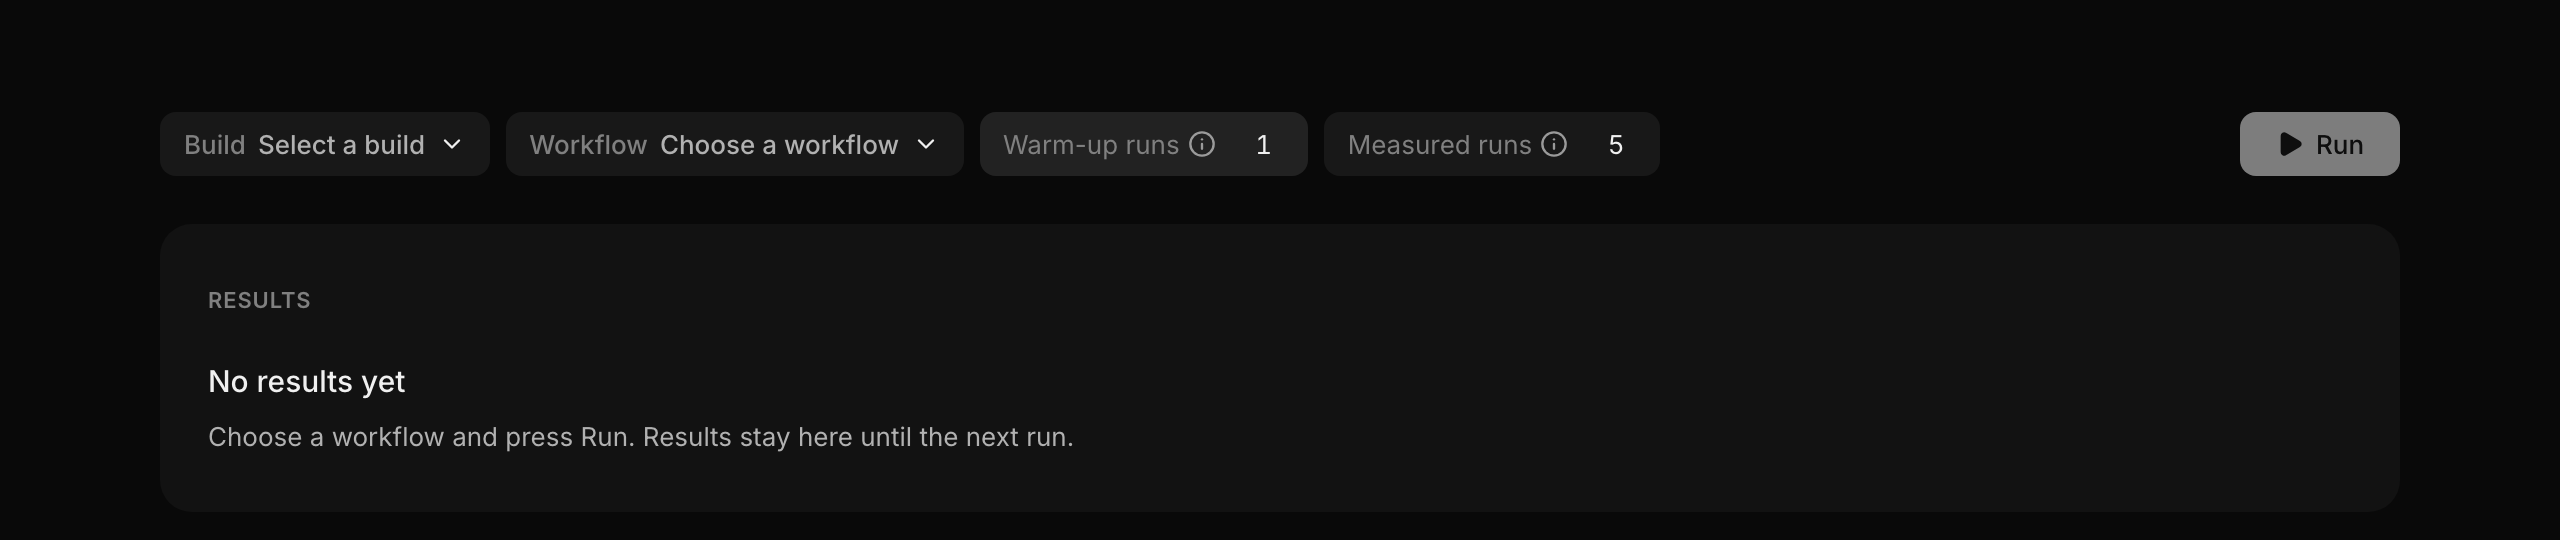 Build Select a build Workflow Choose a workflow Warm-up runs 1 Measured runs 5 Run
RESULTS
No results yet
Choose a workflow and press Run. Results stay here until the next run.